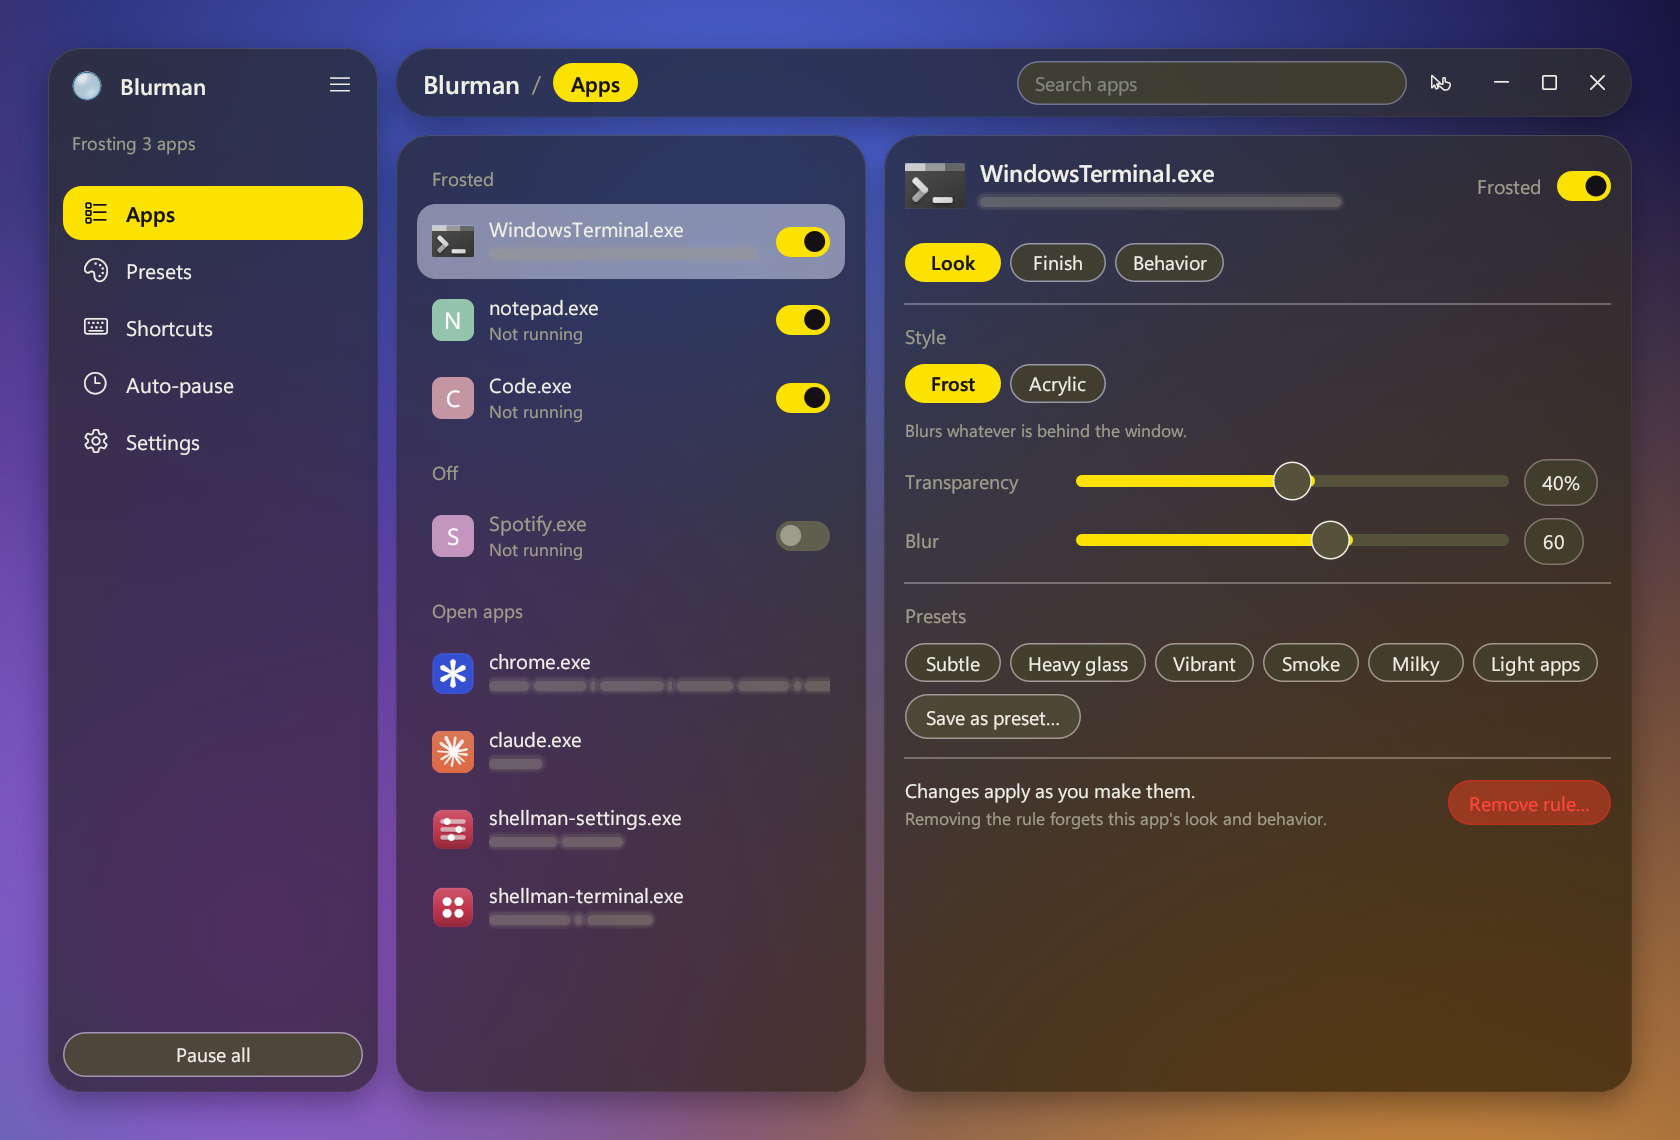 Blurman
Frosting 3 apps
Apps
Presets
Shortcuts
Auto-pause
Settings
Pause all
Blurman / Apps
Search apps
Frosted
WindowsTerminal.exe
N
notepad.exe
Not running
C
Code.exe
Not running
Off
S
Spotify.exe
Not running
Open apps
chrome.exe
claude.exe
shellman-settings.exe
shellman-terminal.exe
WindowsTerminal.exe
Frosted
Look Finish Behavior
Style
Frost Acrylic
Blurs whatever is behind the window.
Transparency 40%
Blur 60
Presets
Subtle Heavy glass Vibrant Smoke Milky Light apps
Save as preset...
Changes apply as you make them.
Removing the rule forgets this app's look and behavior.
Remove rule...